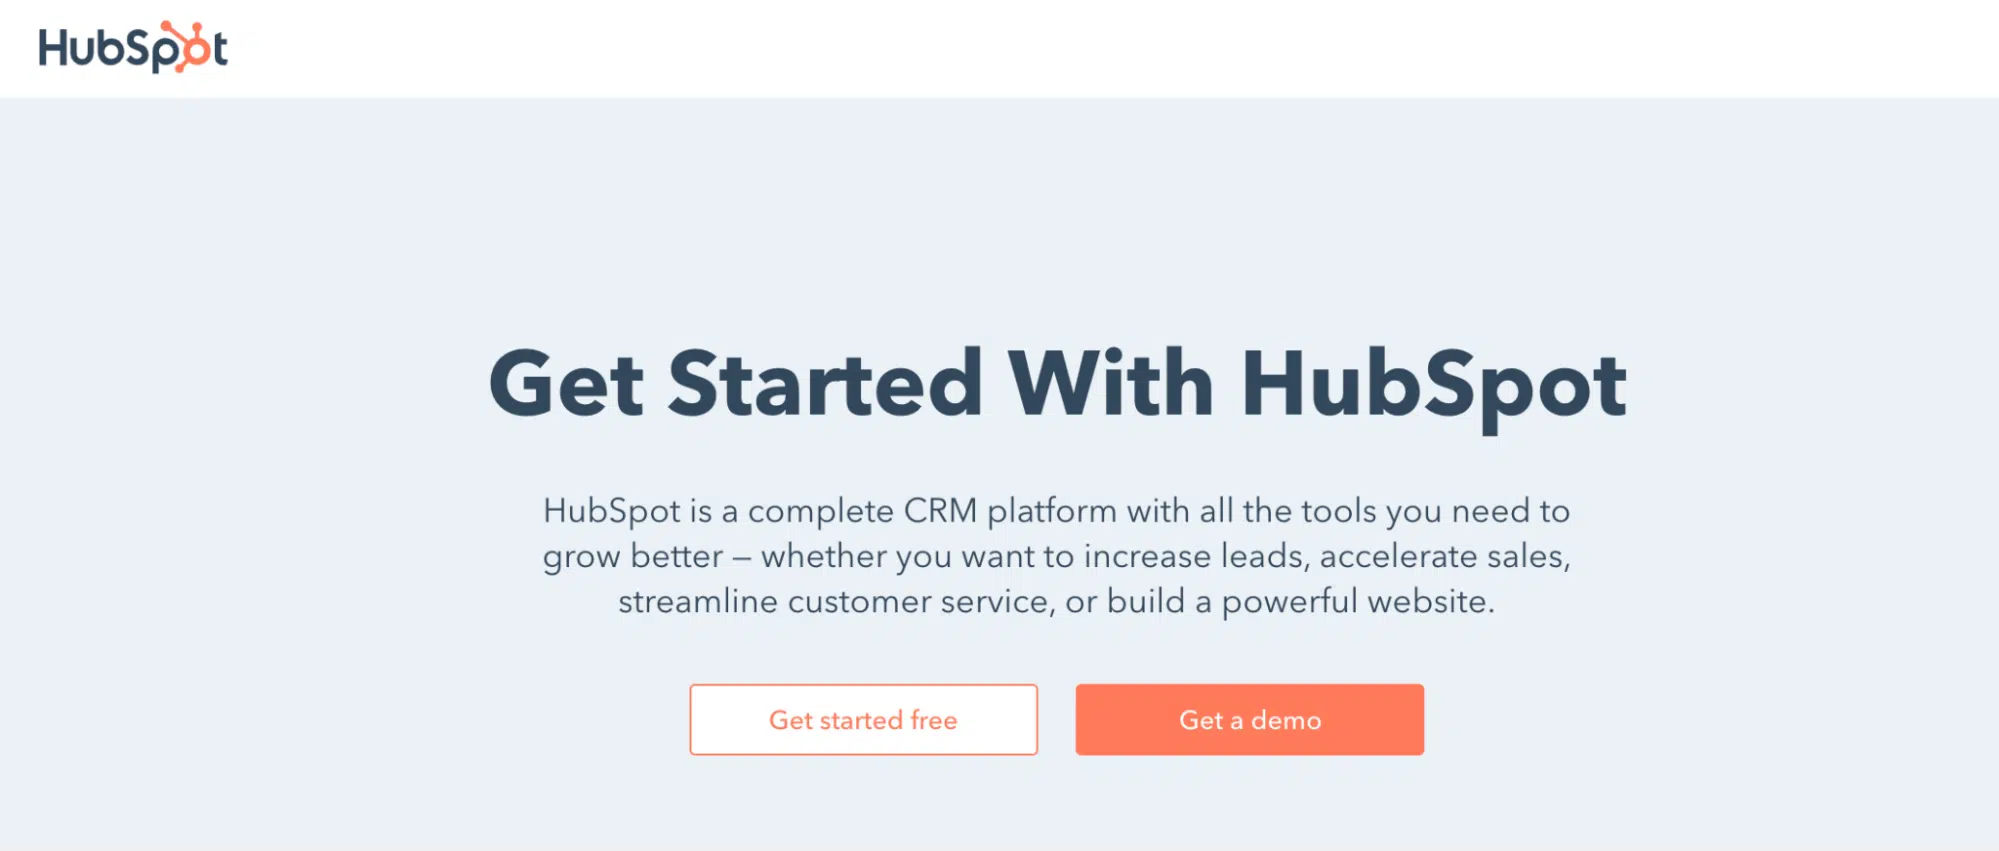 HubSpot
Get Started With HubSpot
HubSpot is a complete CRM platform with all the tools you need to
grow better – whether you want to increase leads, accelerate sales,
streamline customer service, or build a powerful website.
Get started free
Get a demo